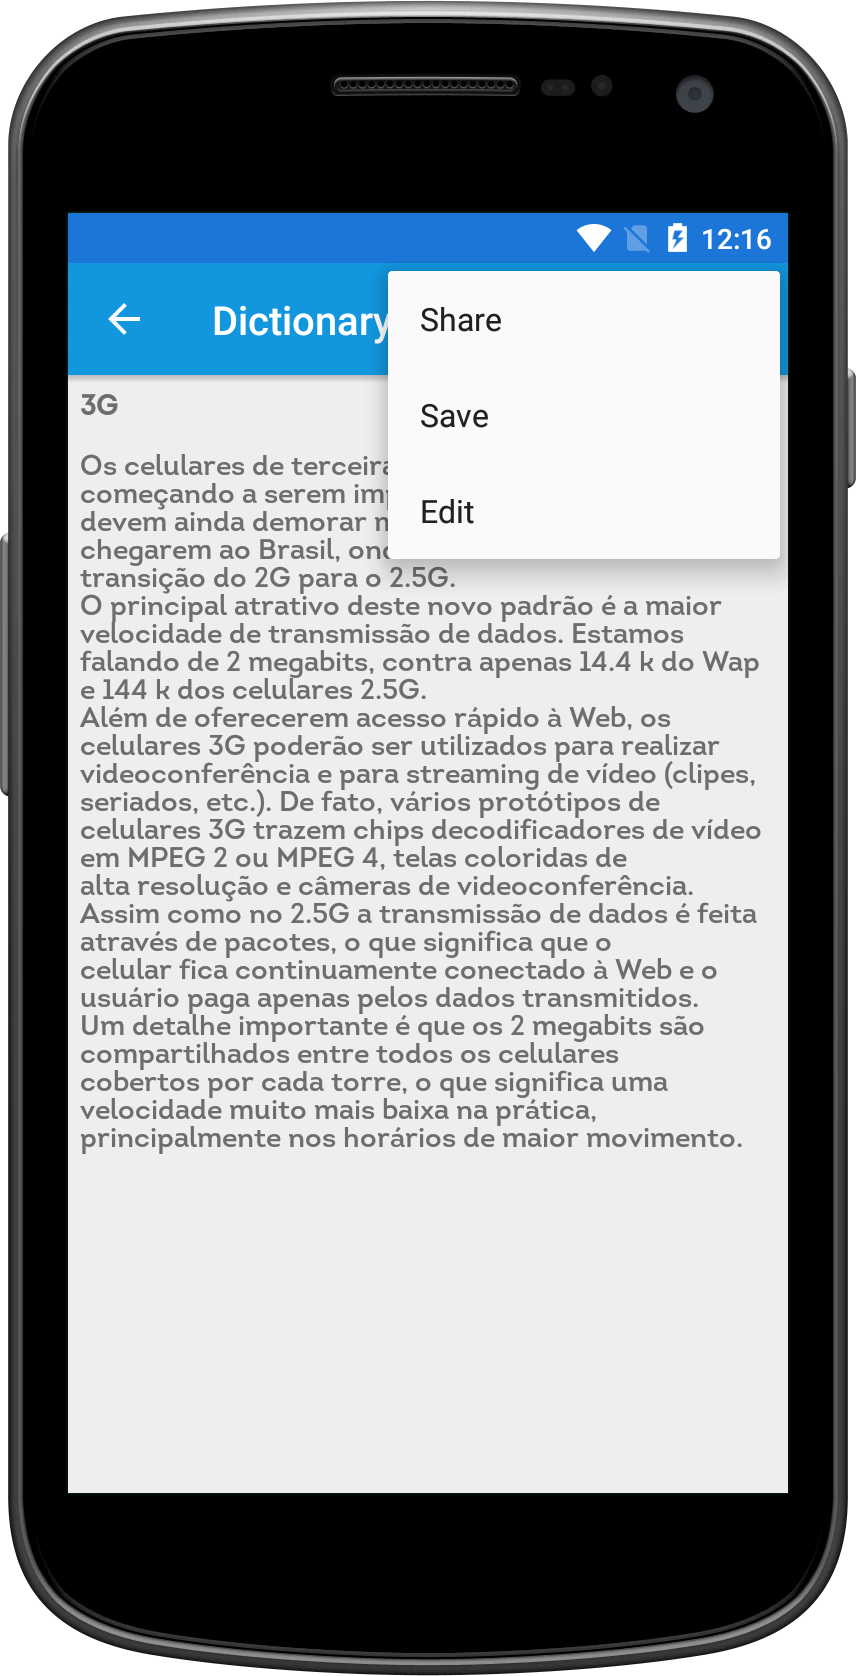 12:16
Dictionary
Share
Save
Edit
3G
Os celulares de
começando a serem
devem ainda demorar
chegarem ao Brasil,
transição do 2G para o 2.5G.
O principal atrativo deste novo padrão é a maior
velocidade de transmissão de dados. Estamos
falando de 2 megabits, contra apenas 14.4 k do Wap
e 144 k dos celulares 2.5G.
Além de oferecerem acesso rápido à Web, os
celulares 3G poderão ser utilizados para realizar
videoconferência e para streaming de vídeo (clipes,
seriados, etc.). De fato, vários protótipos de
celulares 3G trazem chips decodificadores de vídeo
em MPEG 2 ou MPEG 4, telas coloridas de
alta resolução e câmeras de videoconferência.
Assim como no 2.5G a transmissão de dados é feita
através de pacotes, o que significa que o
celular fica continuamente conectado à Web e o
usuário paga apenas pelos dados transmitidos.
Um detalhe importante é que os 2 megabits são
compartilhados entre todos os celulares
cobertos por cada torre, o que significa uma
velocidade muito mais baixa na prática,
principalmente nos horários de maior movimento.